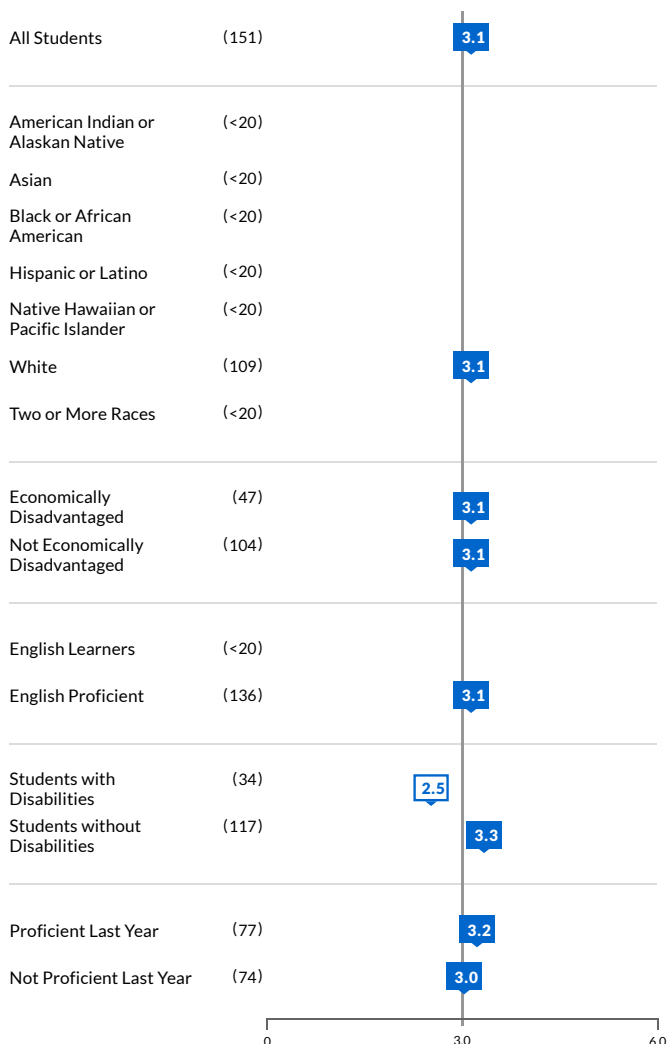 All Students (151) 3.1
American Indian or
Alaskan Native (<20)
Asian (<20)
Black or African
American (<20)
Hispanic or Latino (<20)
Native Hawaiian or
Pacific Islander (<20)
White (109) 3.1
Two or More Races (<20)
Economically
Disadvantaged (47) 3.1
Not Economically
Disadvantaged (104) 3.1
English Learners (<20)
English Proficient (136) 3.1
Students with
Disabilities (34) 2.5
Students without
Disabilities (117) 3.3
Proficient Last Year (77) 3.2
Not Proficient Last Year (74) 3.0
0 3.0 6.0